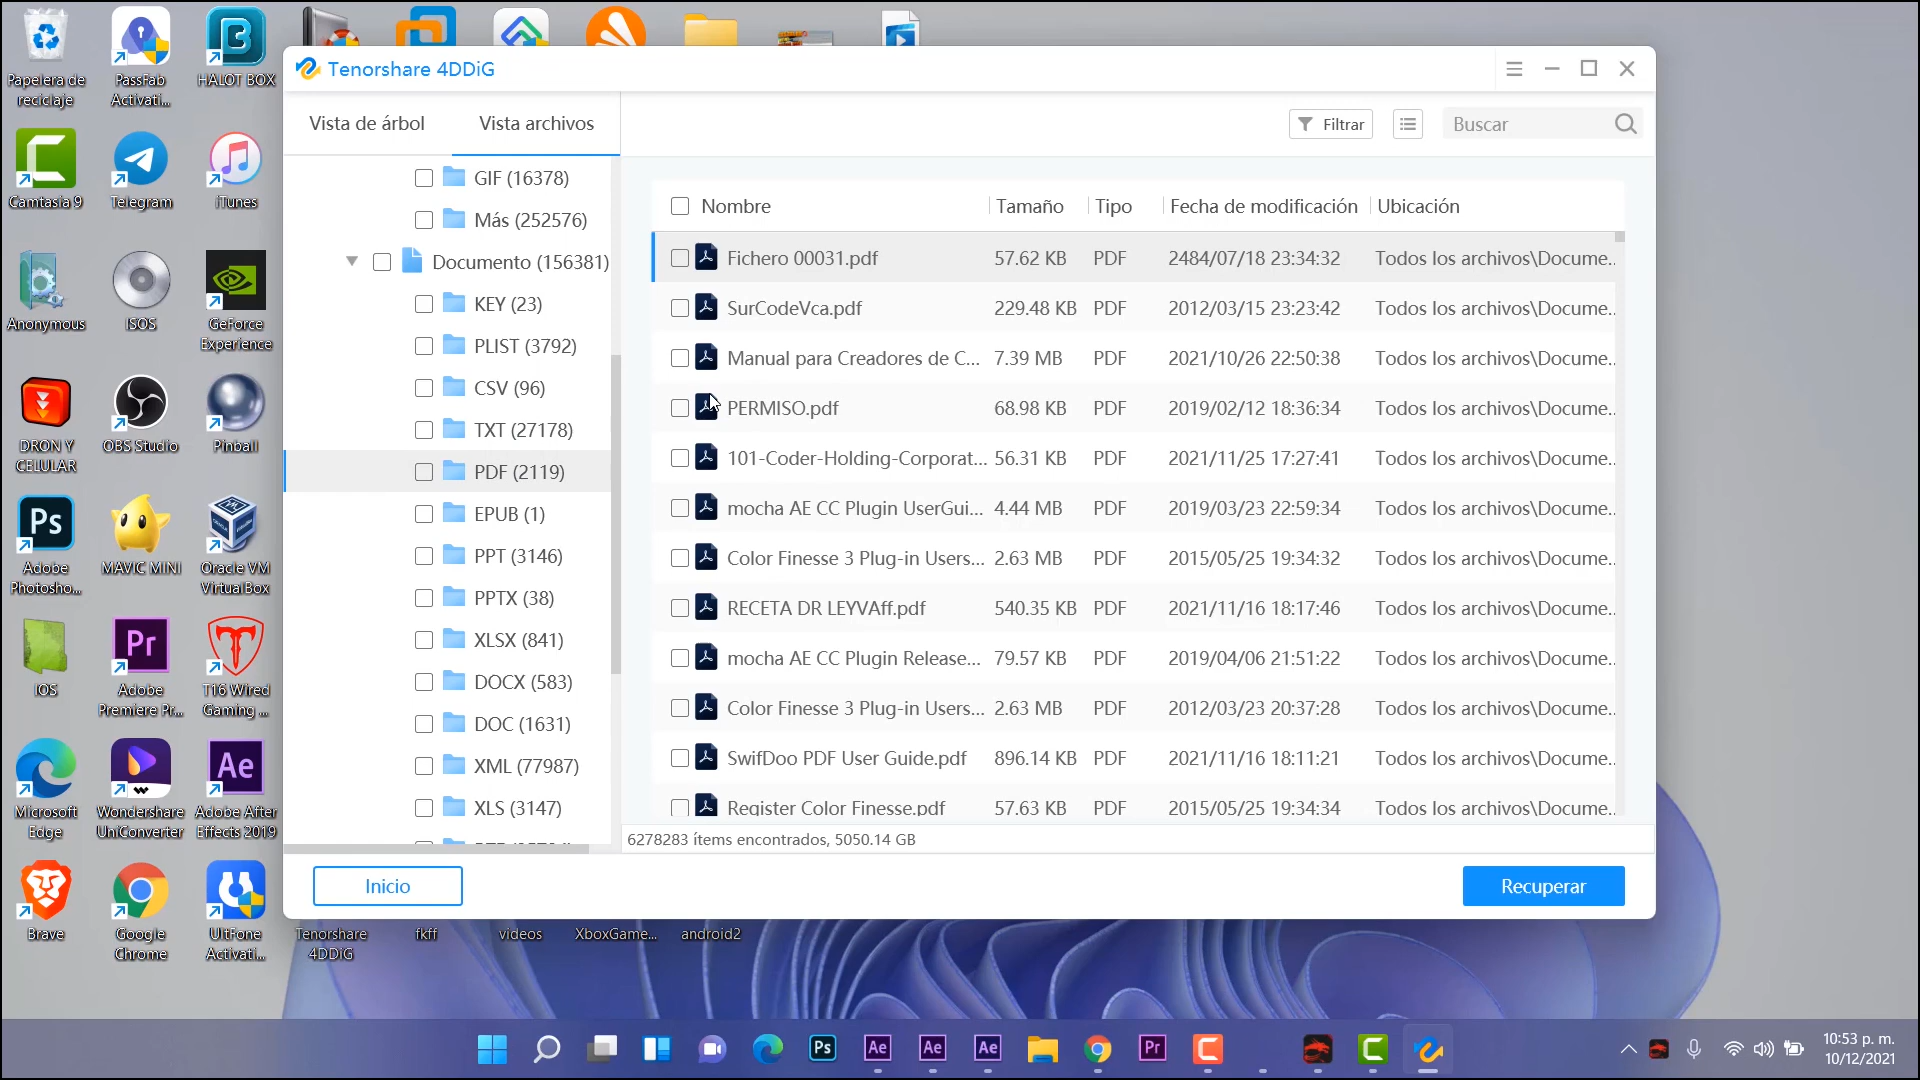 Papelera de
reciclaje
PassFab
Activati...
HALOT BOX
Camtasia 9
Telegram
iTunes
Anonymous
ISOS
GeForce
Experience
DRON Y
CELULAR
OBS Studio
Pinball
Adobe
Photosho...
MAVIC MINI
Oracle VM
VirtualBox
IOS
Adobe
Premiere Pr...
T16 Wired
Gaming ...
Microsoft
Edge
Wondershare
UniConverter
Adobe After
Effects 2019
Brave
Google
Chrome
UltFone
Activati...
Tenorshare
4DDiG
fkff
videos
XboxGame...
android2
Tenorshare 4DDiG
Vista de árbol
Vista archivos
Filtrar
Buscar
GIF (16378)
Más (252576)
Documento (156381)
KEY (23)
PLIST (3792)
CSV (96)
TXT (27178)
PDF (2119)
EPUB (1)
PPT (3146)
PPTX (38)
XLSX (841)
DOCX (583)
DOC (1631)
XML (77987)
XLS (3147)
Nombre Tamaño Tipo Fecha de modificación Ubicación
Fichero 00031.pdf 57.62 KB PDF 2484/07/18 23:34:32 Todos los archivos\Docume..
SurCodeVca.pdf 229.48 KB PDF 2012/03/15 23:23:42 Todos los archivos\Docume..
Manual para Creadores de C... 7.39 MB PDF 2021/10/26 22:50:38 Todos los archivos\Docume..
PERMISO.pdf 68.98 KB PDF 2019/02/12 18:36:34 Todos los archivos\Docume..
101-Coder-Holding-Corporat... 56.31 KB PDF 2021/11/25 17:27:41 Todos los archivos\Docume..
mocha AE CC Plugin UserGui... 4.44 MB PDF 2019/03/23 22:59:34 Todos los archivos\Docume..
Color Finesse 3 Plug-in Users... 2.63 MB PDF 2015/05/25 19:34:32 Todos los archivos\Docume..
RECETA DR LEYVAff.pdf 540.35 KB PDF 2021/11/16 18:17:46 Todos los archivos\Docume..
mocha AE CC Plugin Release... 79.57 KB PDF 2019/04/06 21:51:22 Todos los archivos\Docume..
Color Finesse 3 Plug-in Users... 2.63 MB PDF 2012/03/23 20:37:28 Todos los archivos\Docume..
SwifDoo PDF User Guide.pdf 896.14 KB PDF 2021/11/16 18:11:21 Todos los archivos\Docume..
Register Color Finesse.pdf 57.63 KB PDF 2015/05/25 19:34:34 Todos los archivos\Docume..
6278283 ítems encontrados, 5050.14 GB
Inicio
Recuperar
10:53 p. m.
10/12/2021